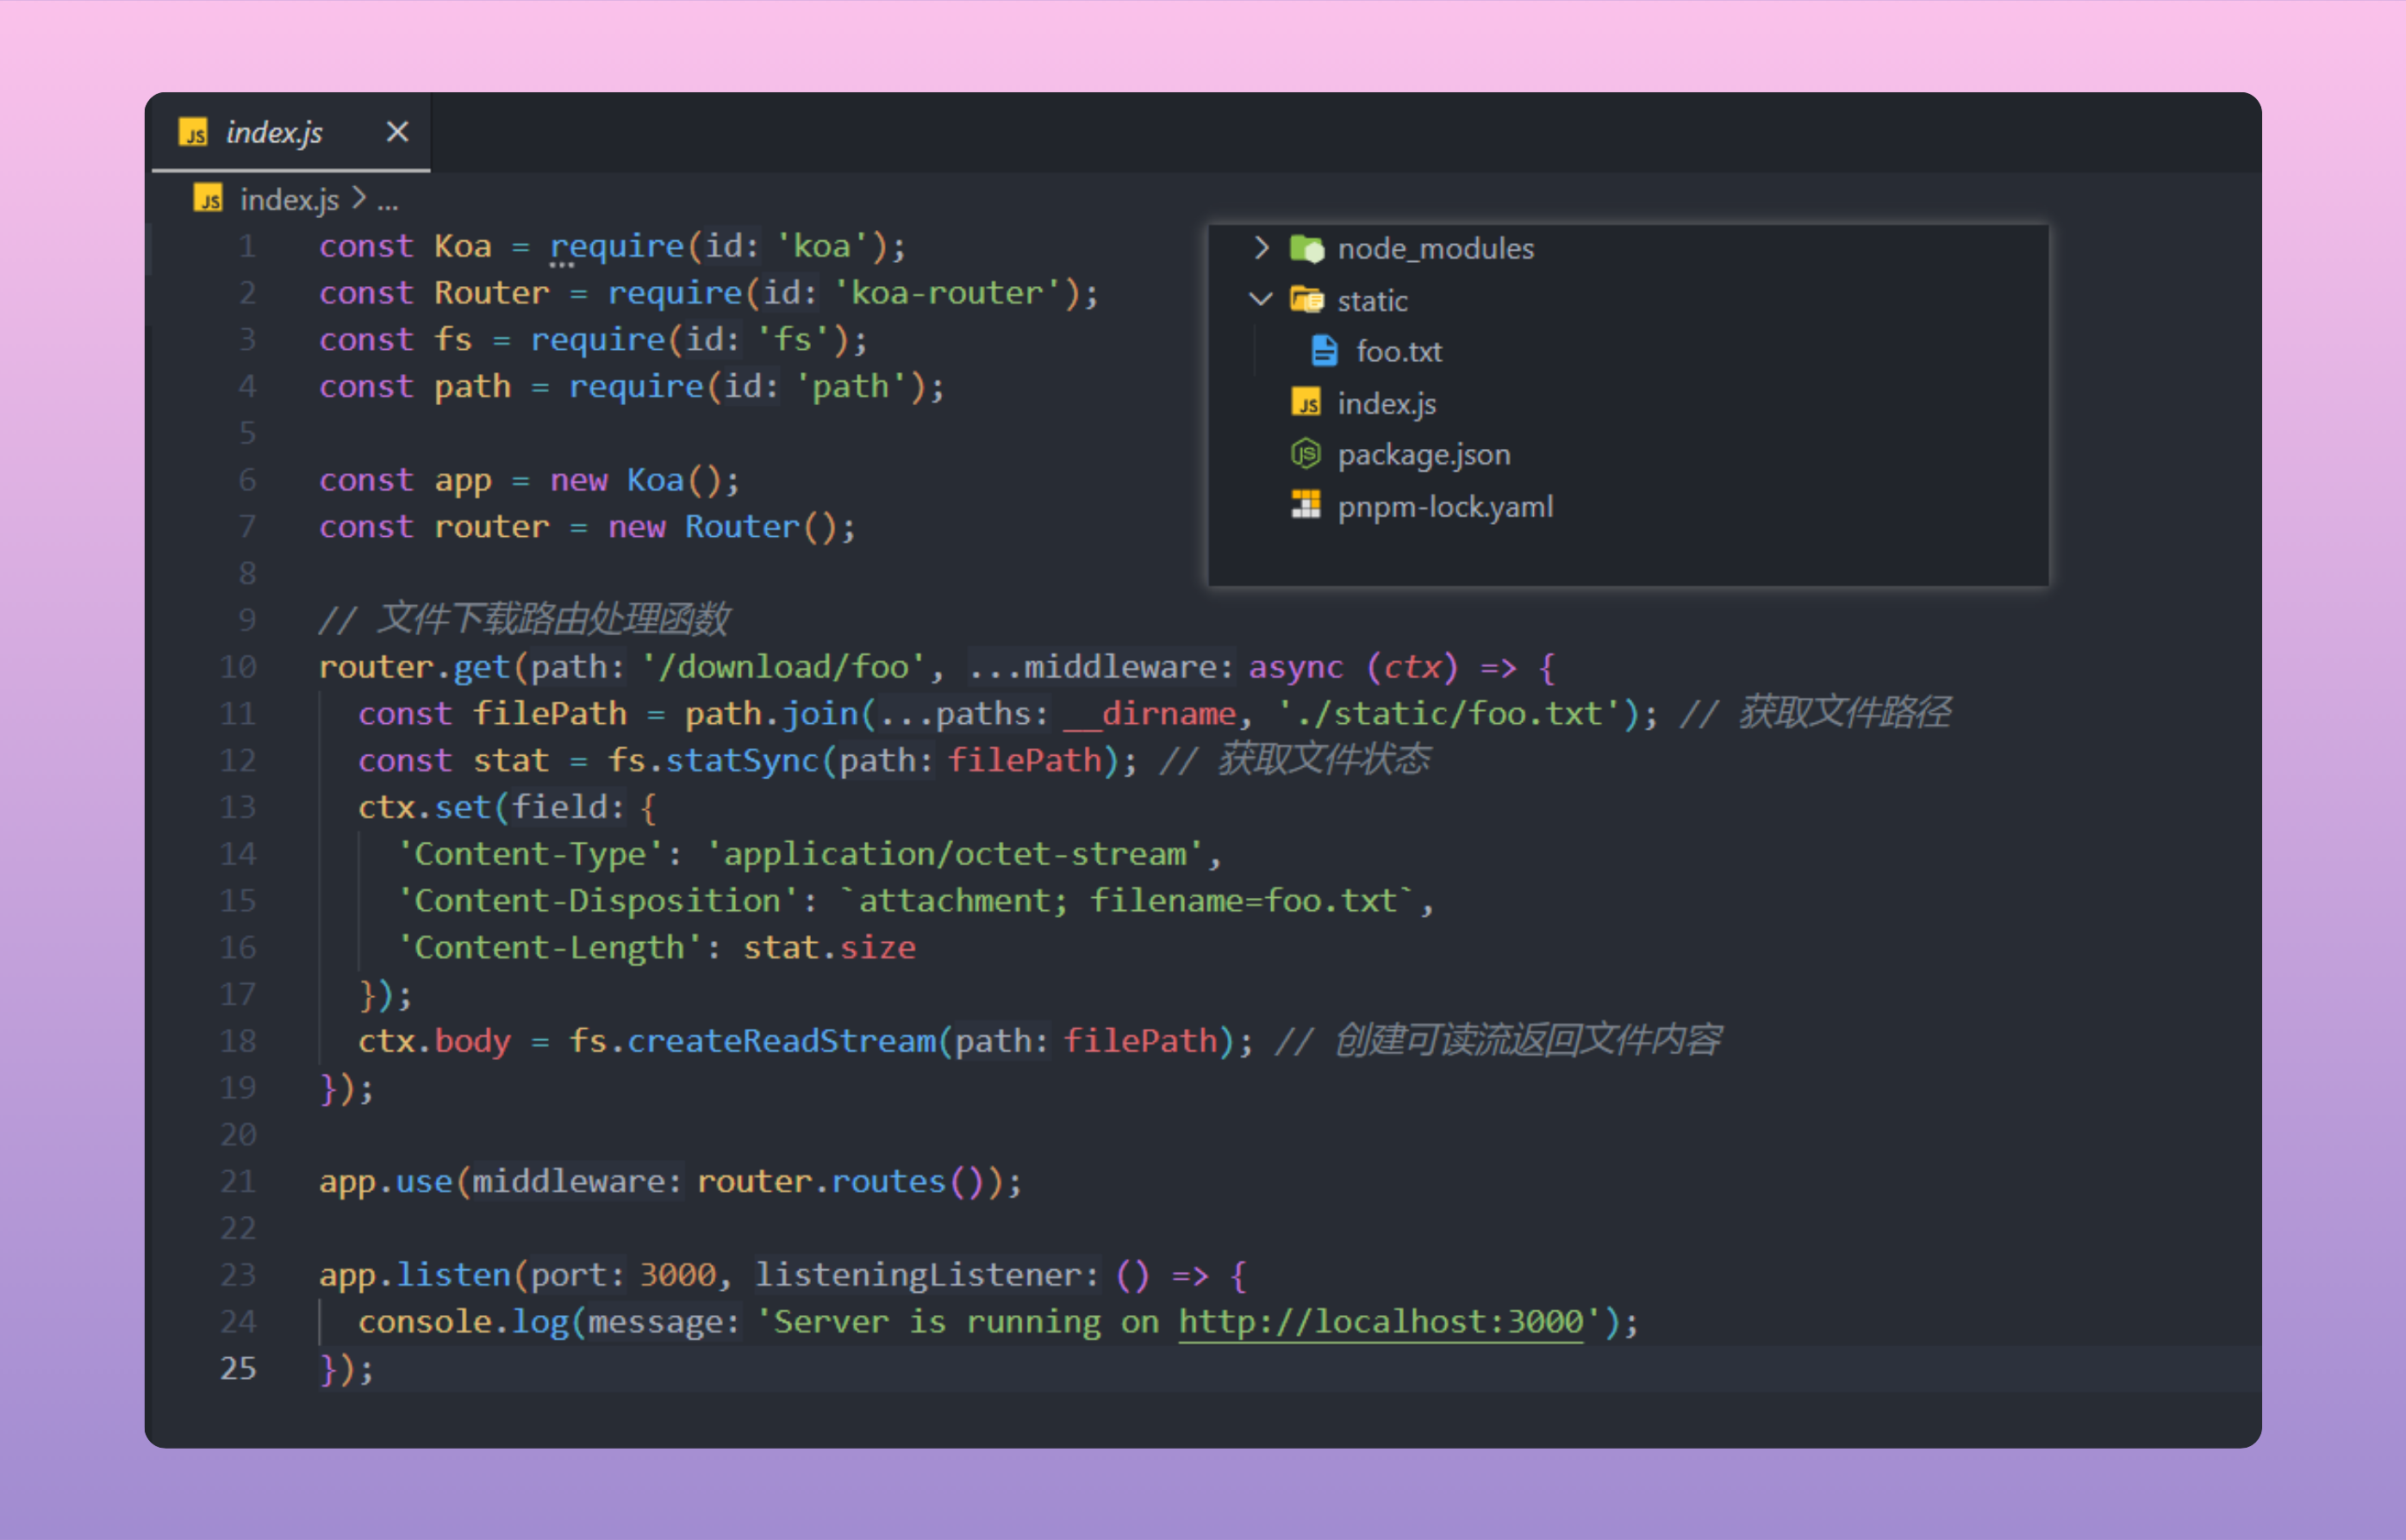 index.js
index.js > ...
1 const Koa = require(id: 'koa');
2 const Router = require(id: 'koa-router');
3 const fs = require(id: 'fs');
4 const path = require(id: 'path');
5
6 const app = new Koa();
7 const router = new Router();
8
9 // 文件下载路由处理函数
10 router.get(path: '/download/foo', ...middleware: async (ctx) => {
11 const filePath = path.join(...paths: __dirname, './static/foo.txt'); // 获取文件路径
12 const stat = fs.statSync(path: filePath); // 获取文件状态
13 ctx.set(field: {
14 'Content-Type': 'application/octet-stream',
15 'Content-Disposition': `attachment; filename=foo.txt`,
16 'Content-Length': stat.size
17 });
18 ctx.body = fs.createReadStream(path: filePath); // 创建可读流返回文件内容
19 });
20
21 app.use(middleware: router.routes());
22
23 app.listen(port: 3000, listeningListener: () => {
24 console.log(message: 'Server is running on http://localhost:3000');
25 });
node_modules
static
foo.txt
index.js
package.json
pnpm-lock.yaml